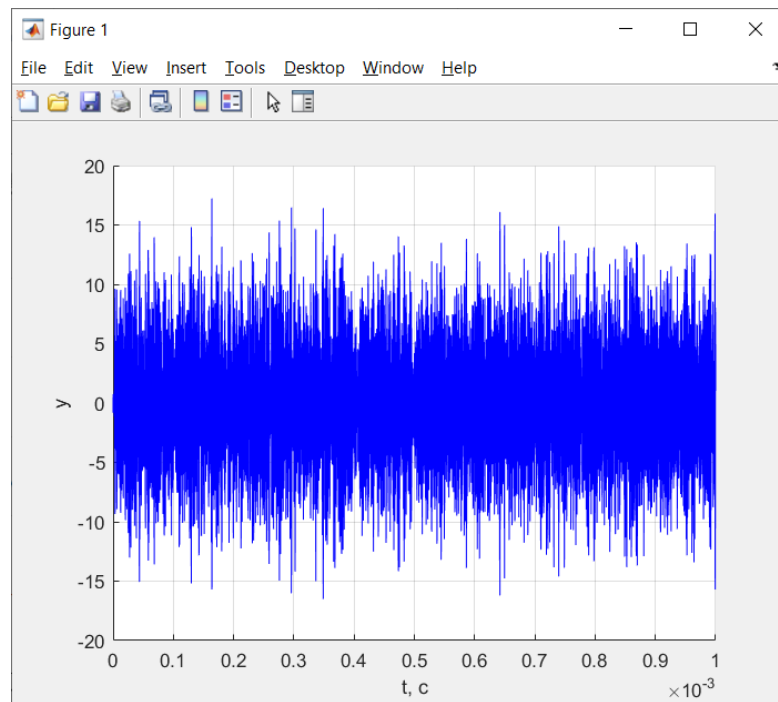 Figure 1
File Edit View Insert Tools Desktop Window Help
20
15
10
5
0
-5
-10
-15
-20
y
0 0.1 0.2 0.3 0.4 0.5 0.6 0.7 0.8 0.9 1
t, c
×10-3